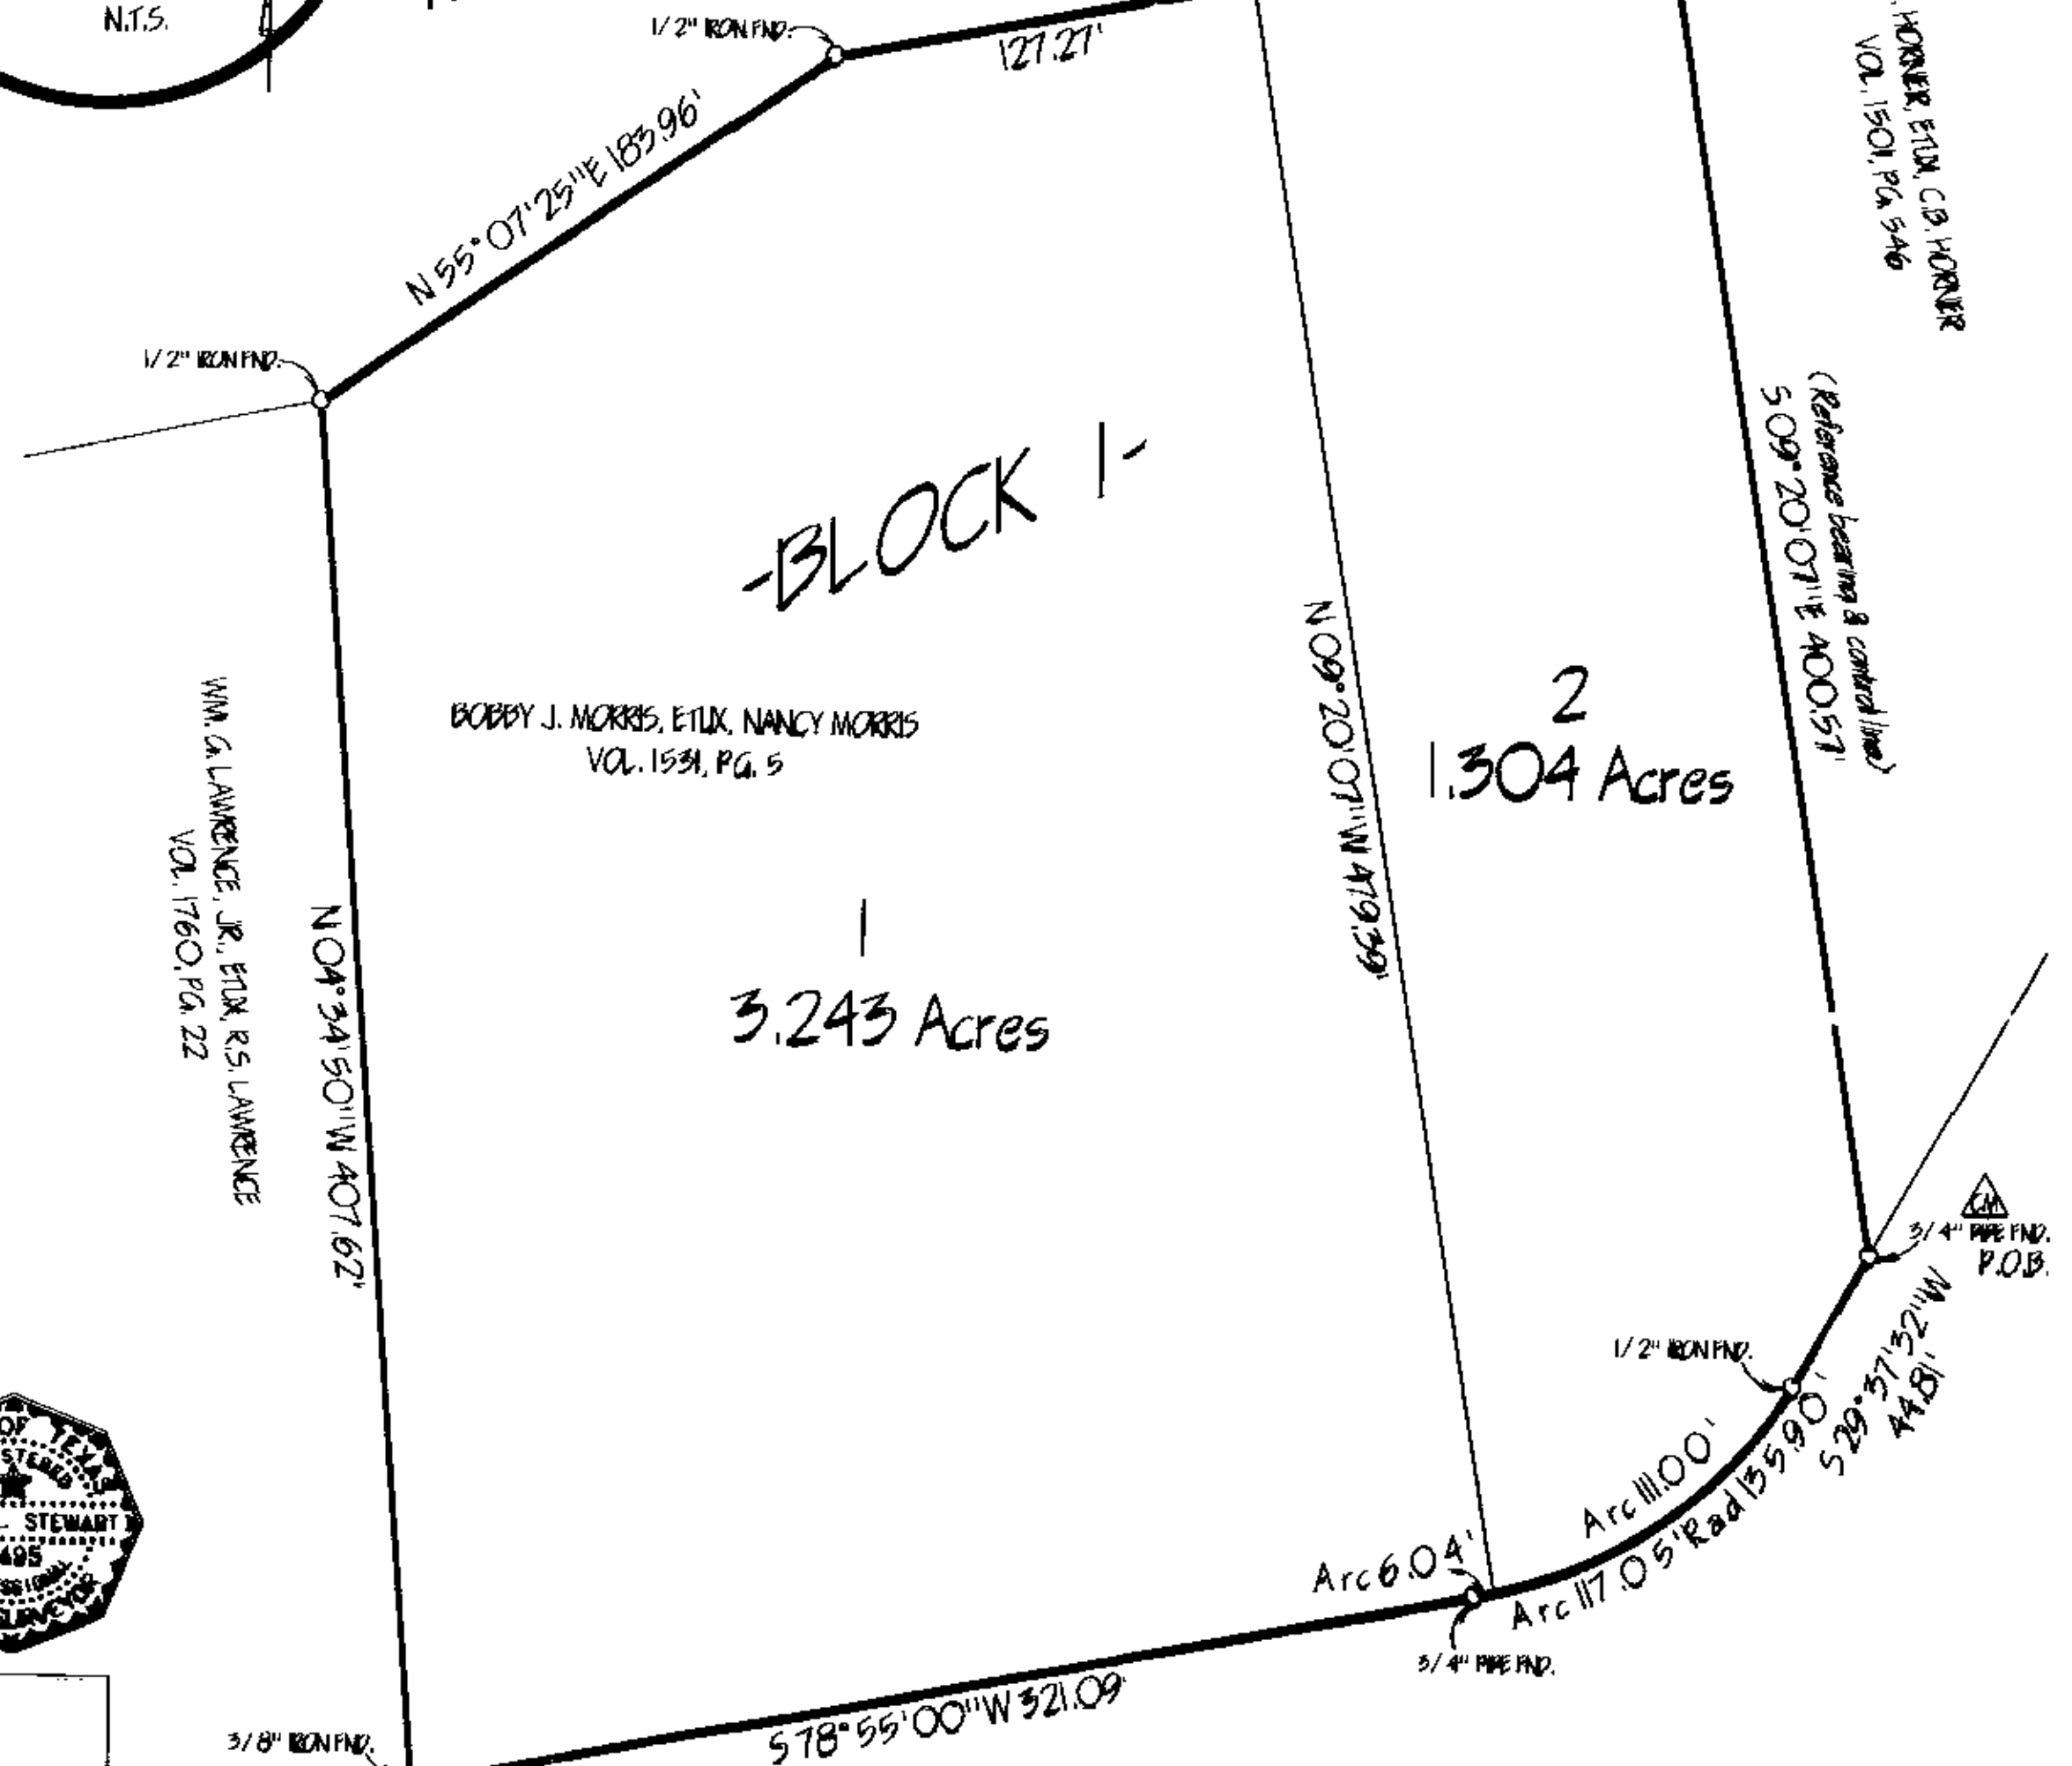 N.T.S.
1/2" IRON FND.
127.27'
HORNER, ETUX, C.B. HORNER
VOL. 1501, PG. 546
N 55° 07' 25" E 183.96'
1/2" IRON FND.
-BLOCK 1-
(Reference bearing & control line)
S 09° 20' 07" E 400.57'
N 09° 20' 07" W 479.39'
BOBBY J. MORRIS, ETUX, NANCY MORRIS
VOL. 1531, PG. 5
2
1.304 Acres
WM. G. LAWRENCE, JR., ETUX, R.S. LAWRENCE
VOL. 1760, PG. 22
N 04° 34' 50" W 407.62'
1
3.243 Acres
CM
3/4" PIPE FND.
P.O.B.
S 29° 37' 32" W
44.81'
1/2" IRON FND.
Arc 111.00'
Arc 117.05' Rad 135.90'
Arc 6.04'
3/4" PIPE FND.
S 78° 55' 00" W 321.09'
3/8" IRON FND.
OF TEXAS
STEWART